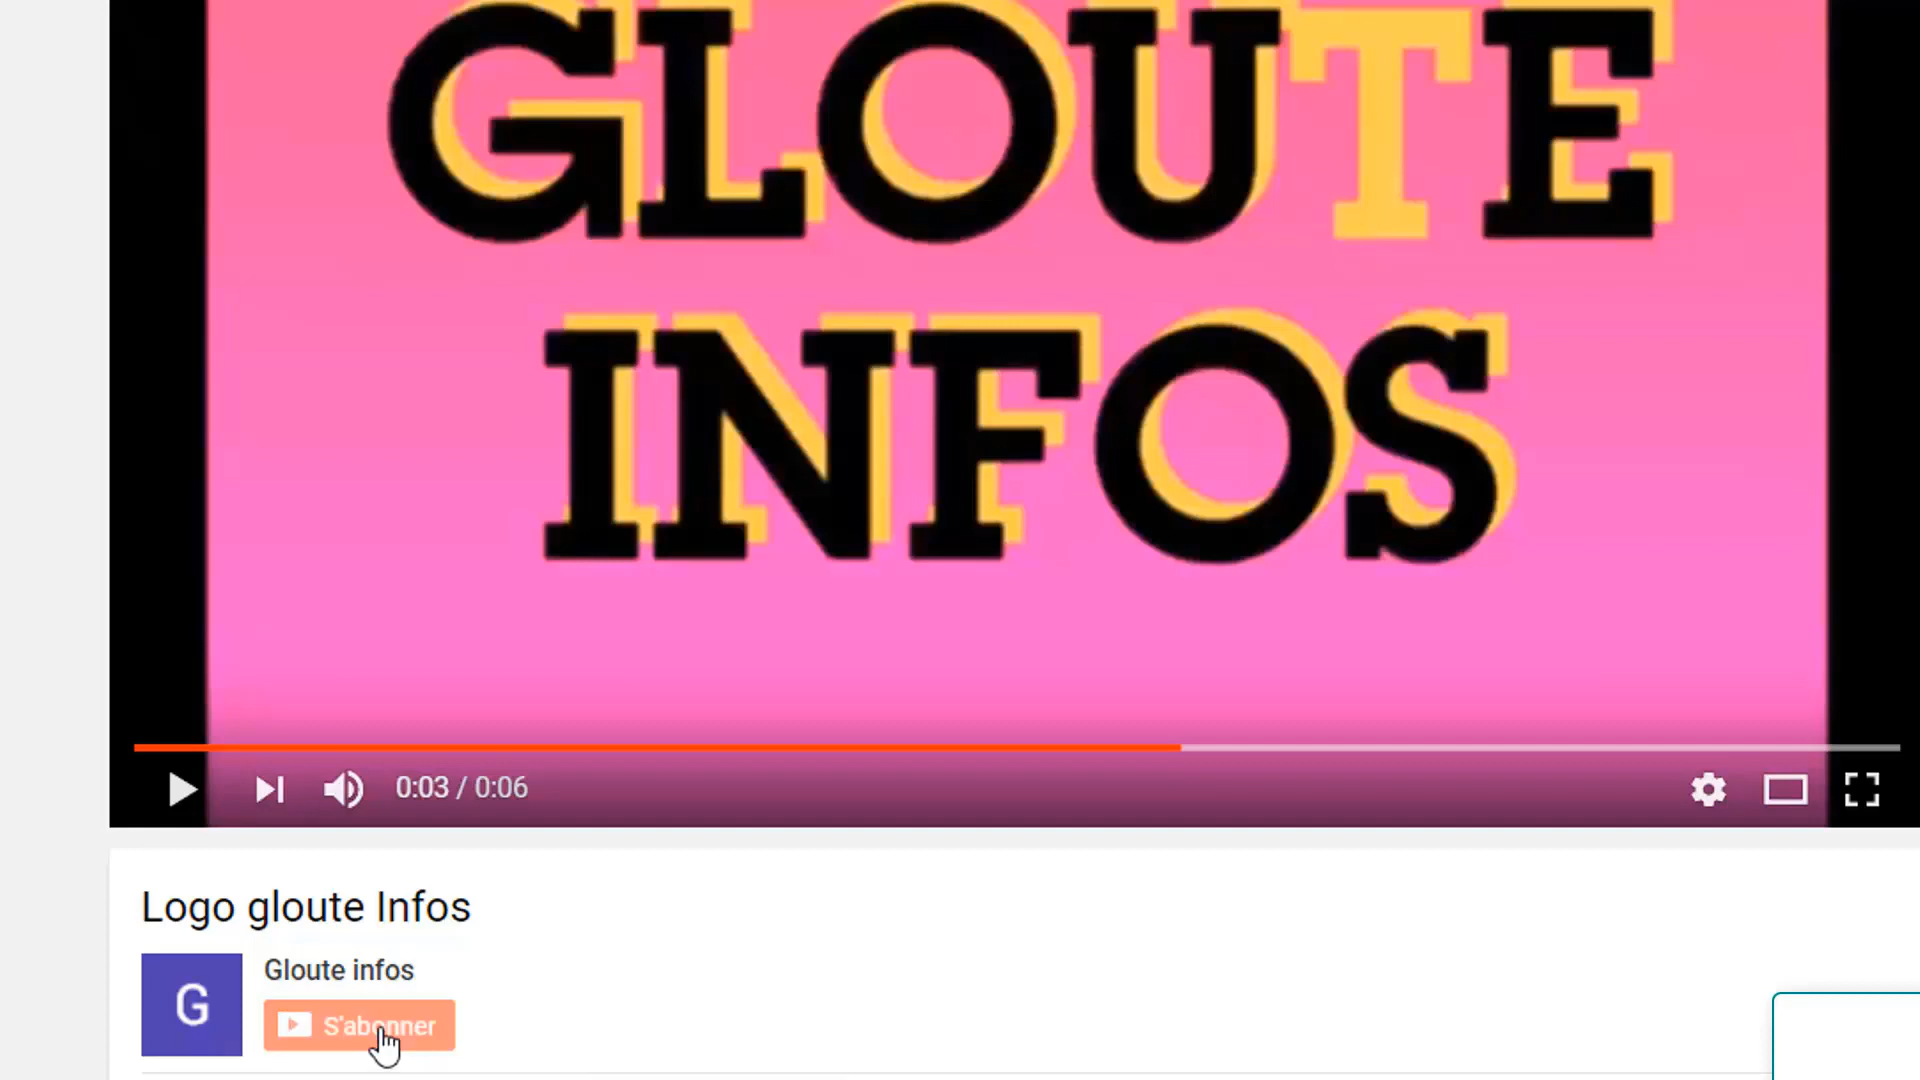 GLOUTE
INFOS
0:03 / 0:06
Logo gloute Infos
G
Gloute infos
S'abonner